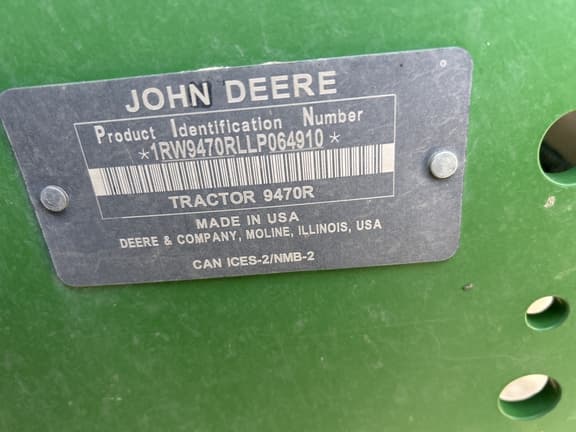 JOHN DEERE
Product Identification Number
*1RW9470RLLP064910*
TRACTOR 9470R
MADE IN USA
DEERE & COMPANY, MOLINE, ILLINOIS, USA
CAN ICES-2/NMB-2